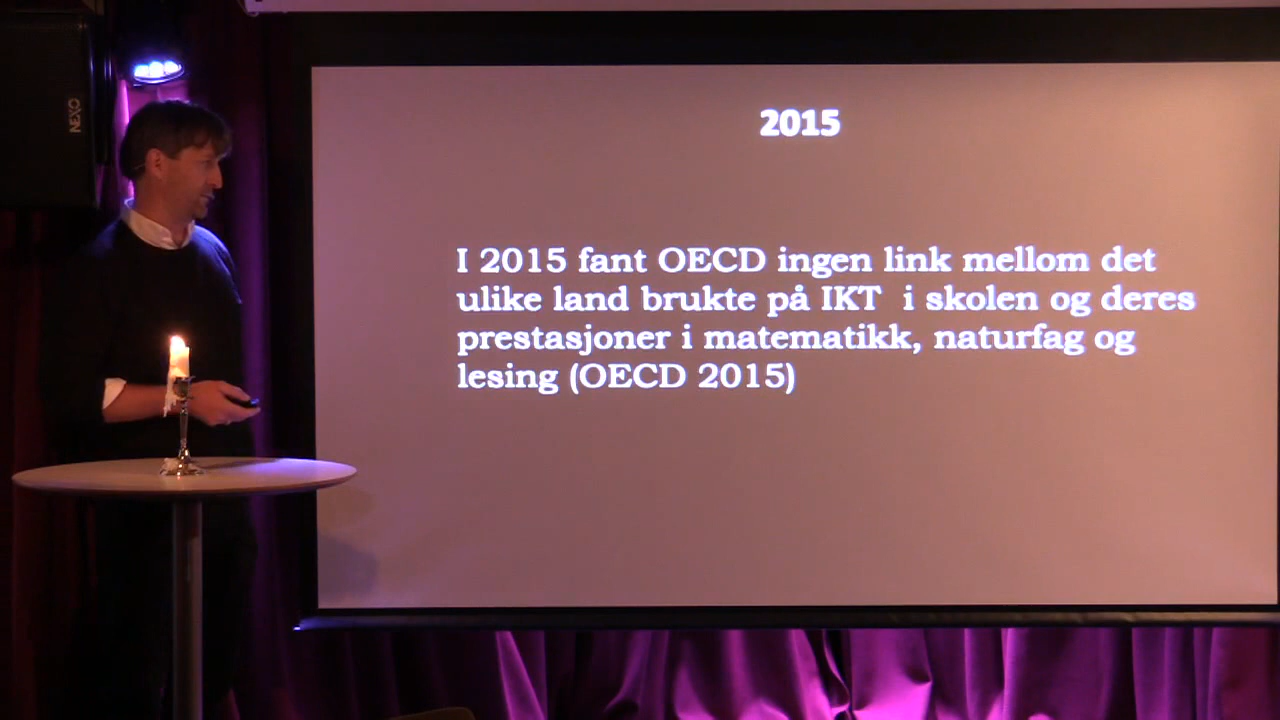 NEXO
2015
I 2015 fant OECD ingen link mellom det
ulike land brukte på IKT  i skolen og deres
prestasjoner i matematikk, naturfag og
lesing (OECD 2015)